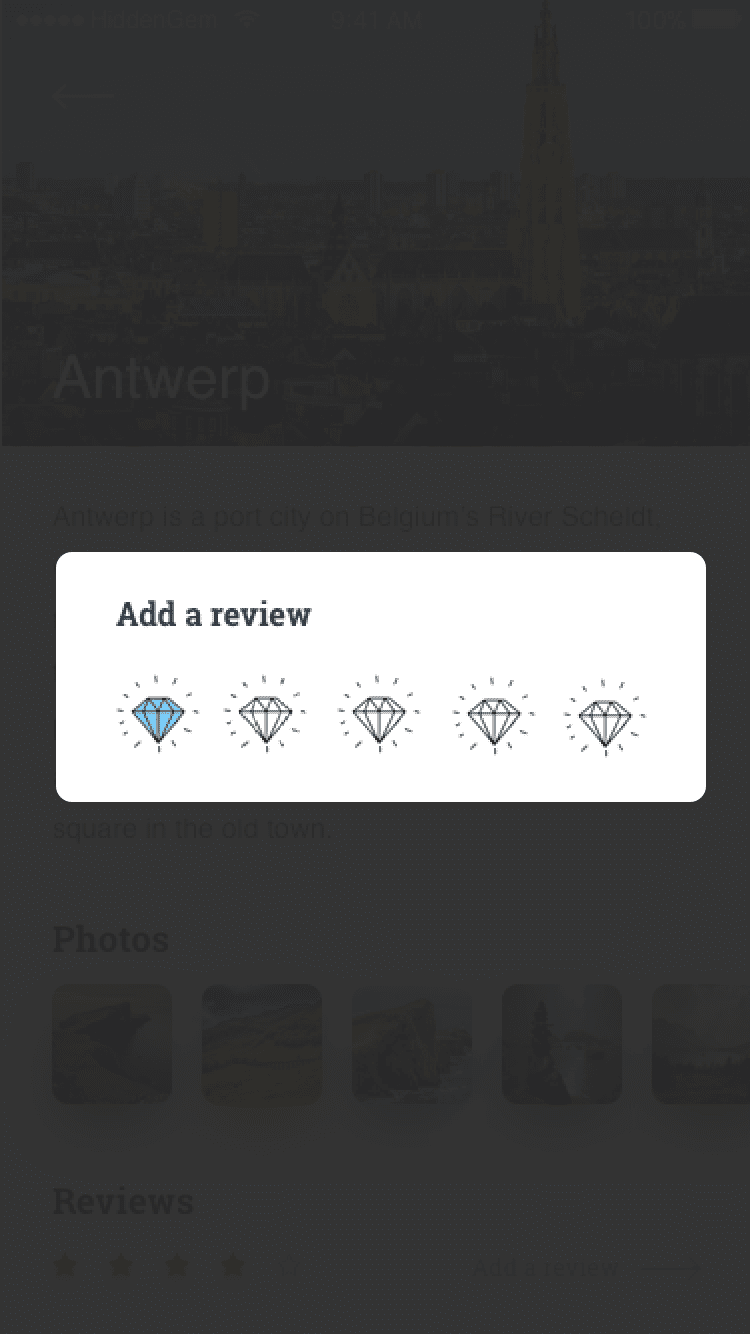 HiddenGem 9:41 AM 100%
Antwerp
Antwerp is a port city on Belgium's River Scheldt,
Add a review
square in the old town.
Photos
Reviews
Add a review